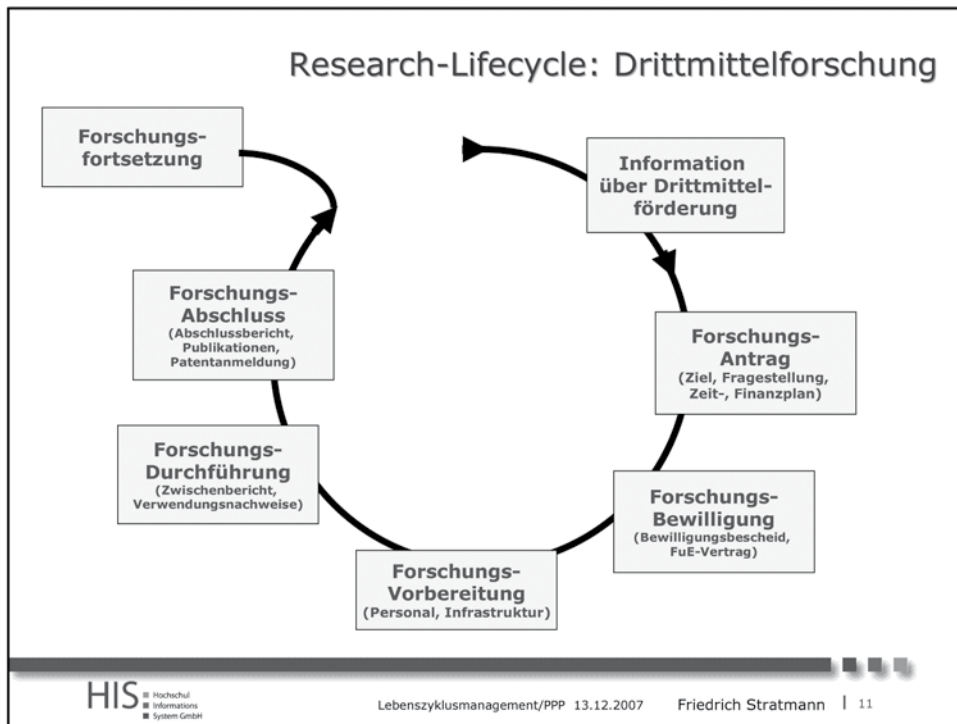 Research-Lifecycle: Drittmittelforschung
Forschungs-
fortsetzung
Information
über Drittmittel-
förderung
Forschungs-
Antrag
(Ziel, Fragestellung,
Zeit-, Finanzplan)
Forschungs-
Bewilligung
(Bewilligungsbescheid,
FuE-Vertrag)
Forschungs-
Vorbereitung
(Personal, Infrastruktur)
Forschungs-
Durchführung
(Zwischenbericht,
Verwendungsnachweise)
Forschungs-
Abschluss
(Abschlussbericht,
Publikationen,
Patentanmeldung)
HIS
Hochschul
Informations
System GmbH
Lebenszyklusmanagement/PPP 13.12.2007
Friedrich Stratmann
11